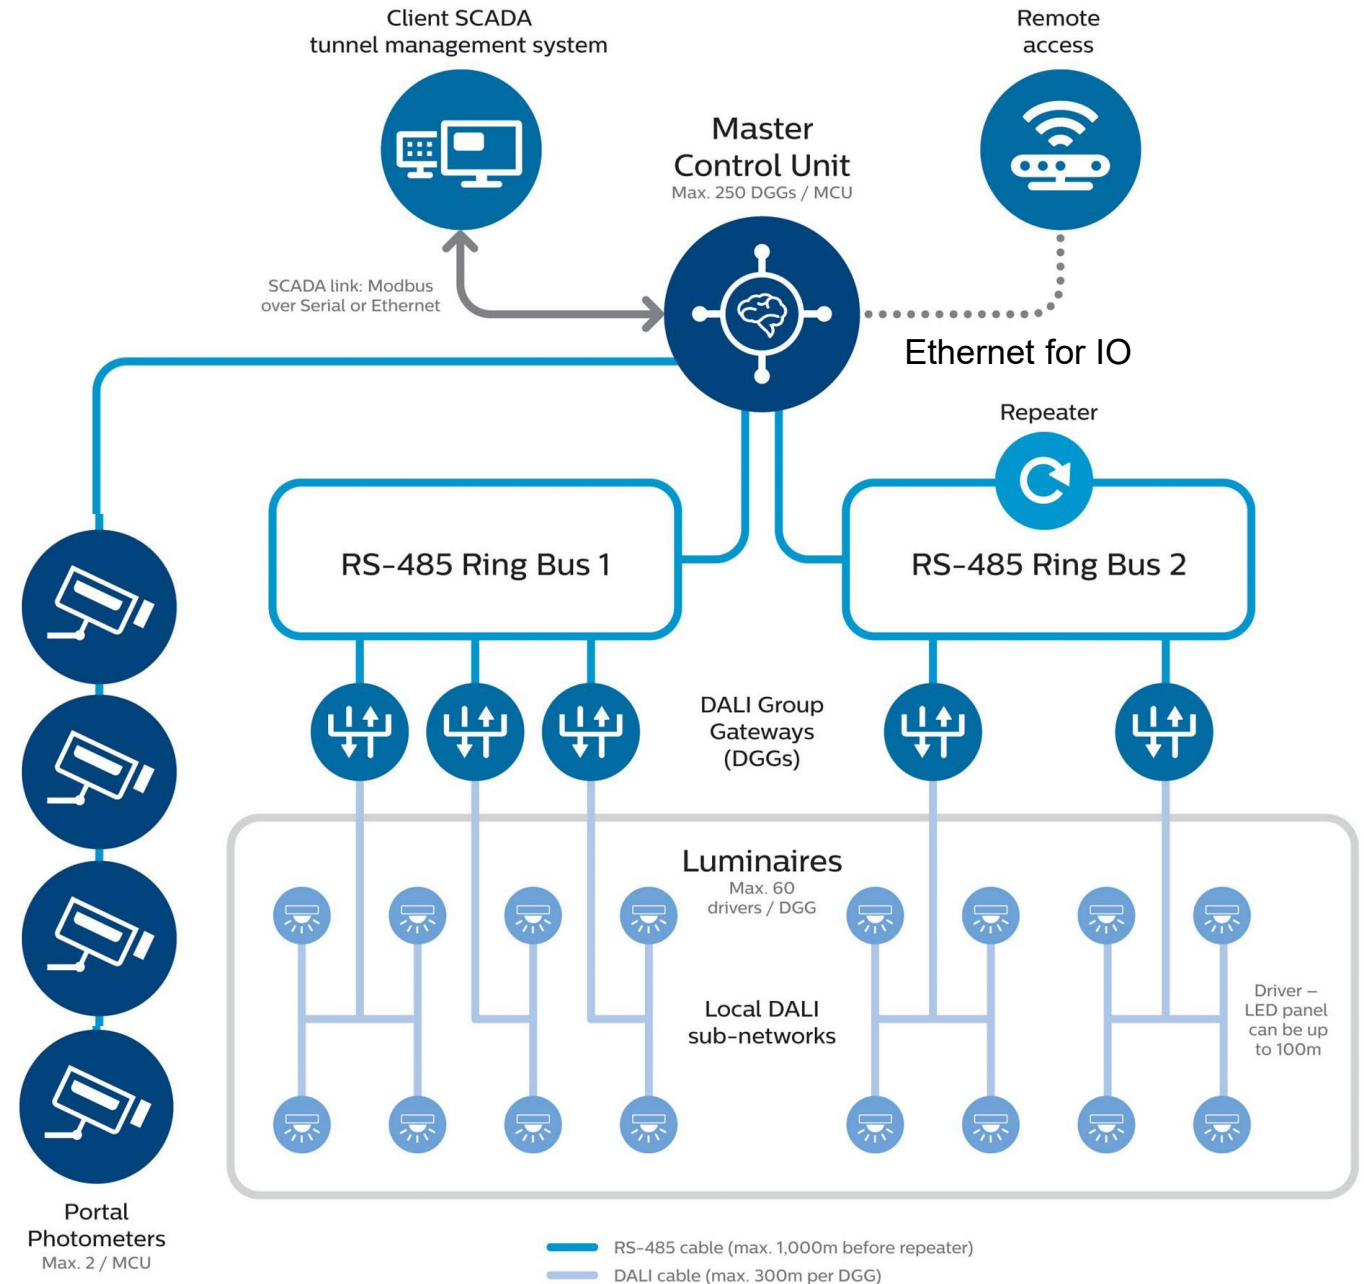 Client SCADA
tunnel management system
Remote
access
Master
Control Unit
Max. 250 DGGs / MCU
SCADA link: Modbus
over Serial or Ethernet
Ethernet for IO
Repeater
RS-485 Ring Bus 1
RS-485 Ring Bus 2
DALI Group
Gateways
(DGGs)
Luminaires
Max. 60
drivers / DGG
Local DALI
sub-networks
Driver –
LED panel
can be up
to 100m
Portal
Photometers
Max. 2 / MCU
RS-485 cable (max. 1,000m before repeater)
DALI cable (max. 300m per DGG)